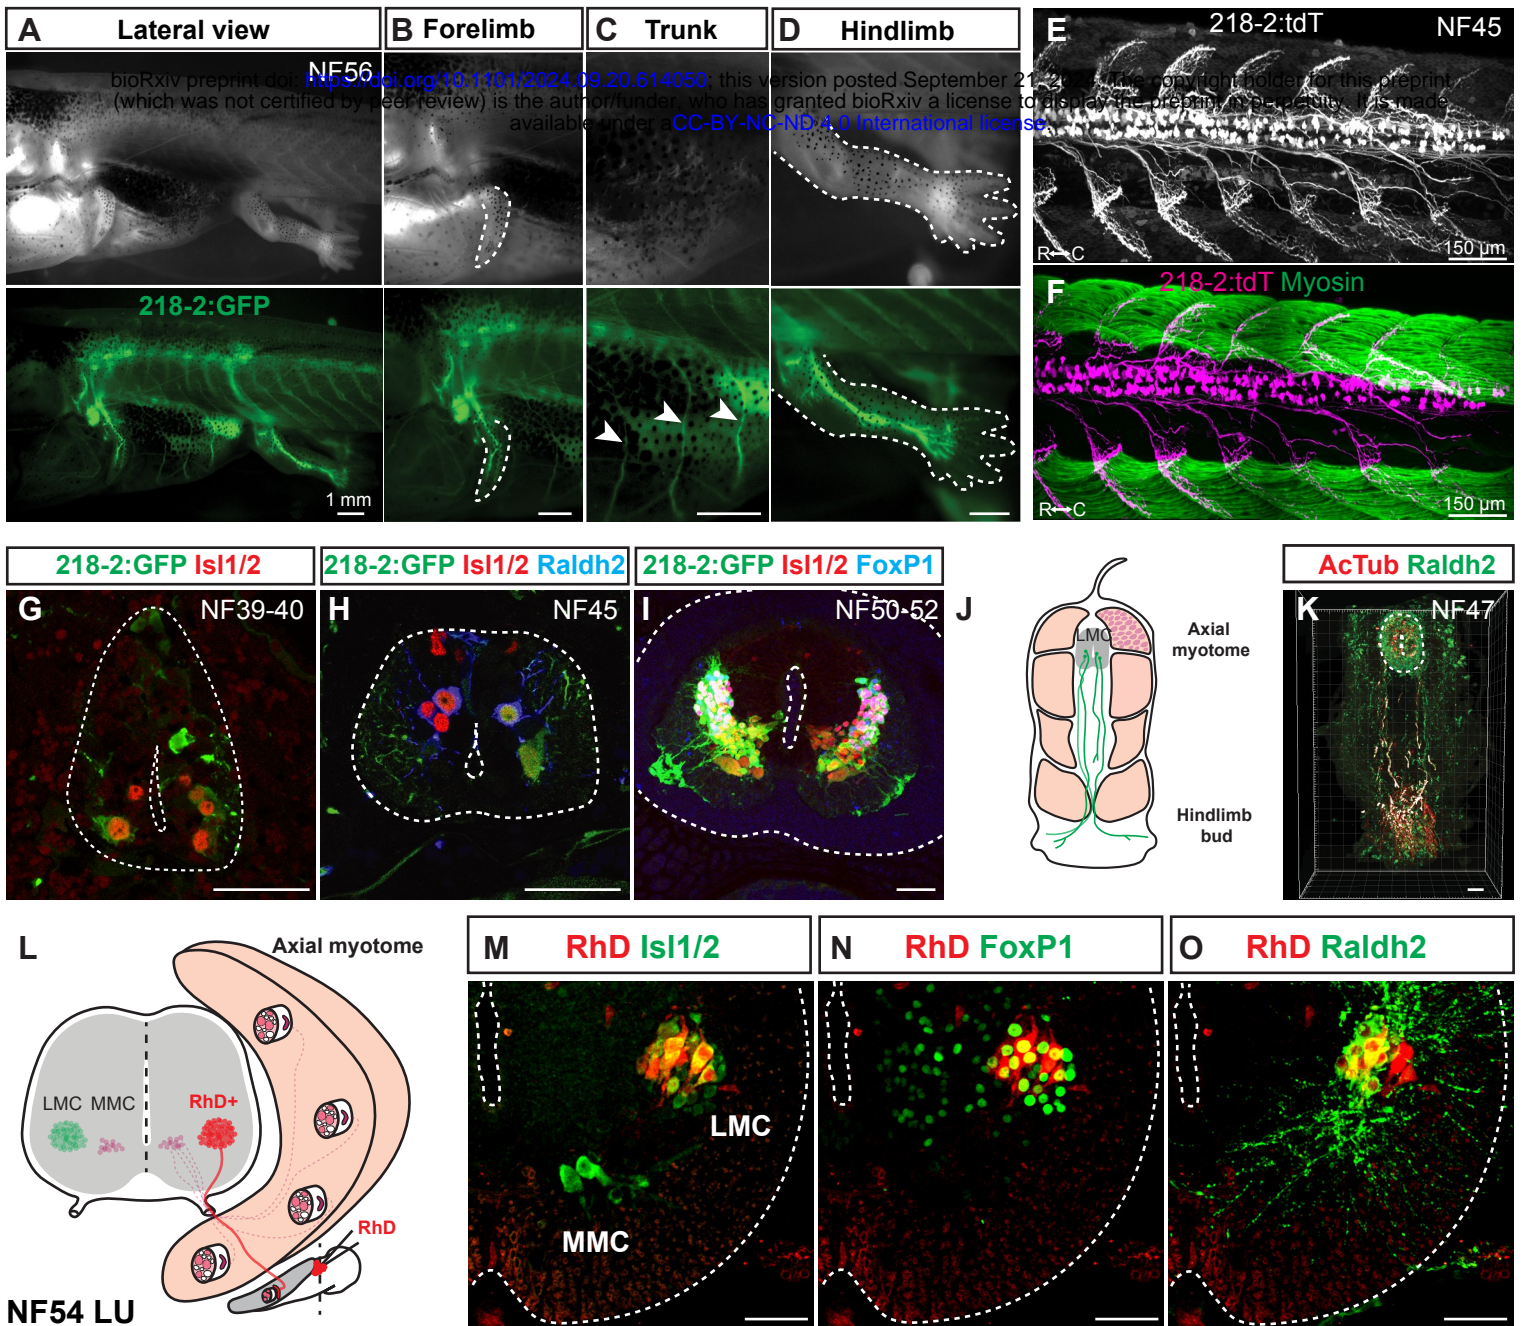 A Lateral view
B Forelimb
C Trunk
D Hindlimb
NF56
bioRxiv preprint doi: https://doi.org/10.1101/2024.09.20.614050; this version posted September 21, 2024. The copyright holder for this preprint
(which was not certified by peer review) is the author/funder, who has granted bioRxiv a license to display the preprint in perpetuity. It is made
available under aCC-BY-NC-ND 4.0 International license.
218-2:GFP
1 mm
E 218-2:tdT NF45
R↔C 150 µm
F 218-2:tdT Myosin
R↔C 150 µm
218-2:GFP Isl1/2
G NF39-40
218-2:GFP Isl1/2 Raldh2
H NF45
218-2:GFP Isl1/2 FoxP1
I NF50-52
J
LMC
Axial
myotome
Hindlimb
bud
AcTub Raldh2
K NF47
L
Axial myotome
LMC MMC RhD+
RhD
NF54 LU
M RhD Isl1/2
LMC
MMC
N RhD FoxP1
O RhD Raldh2